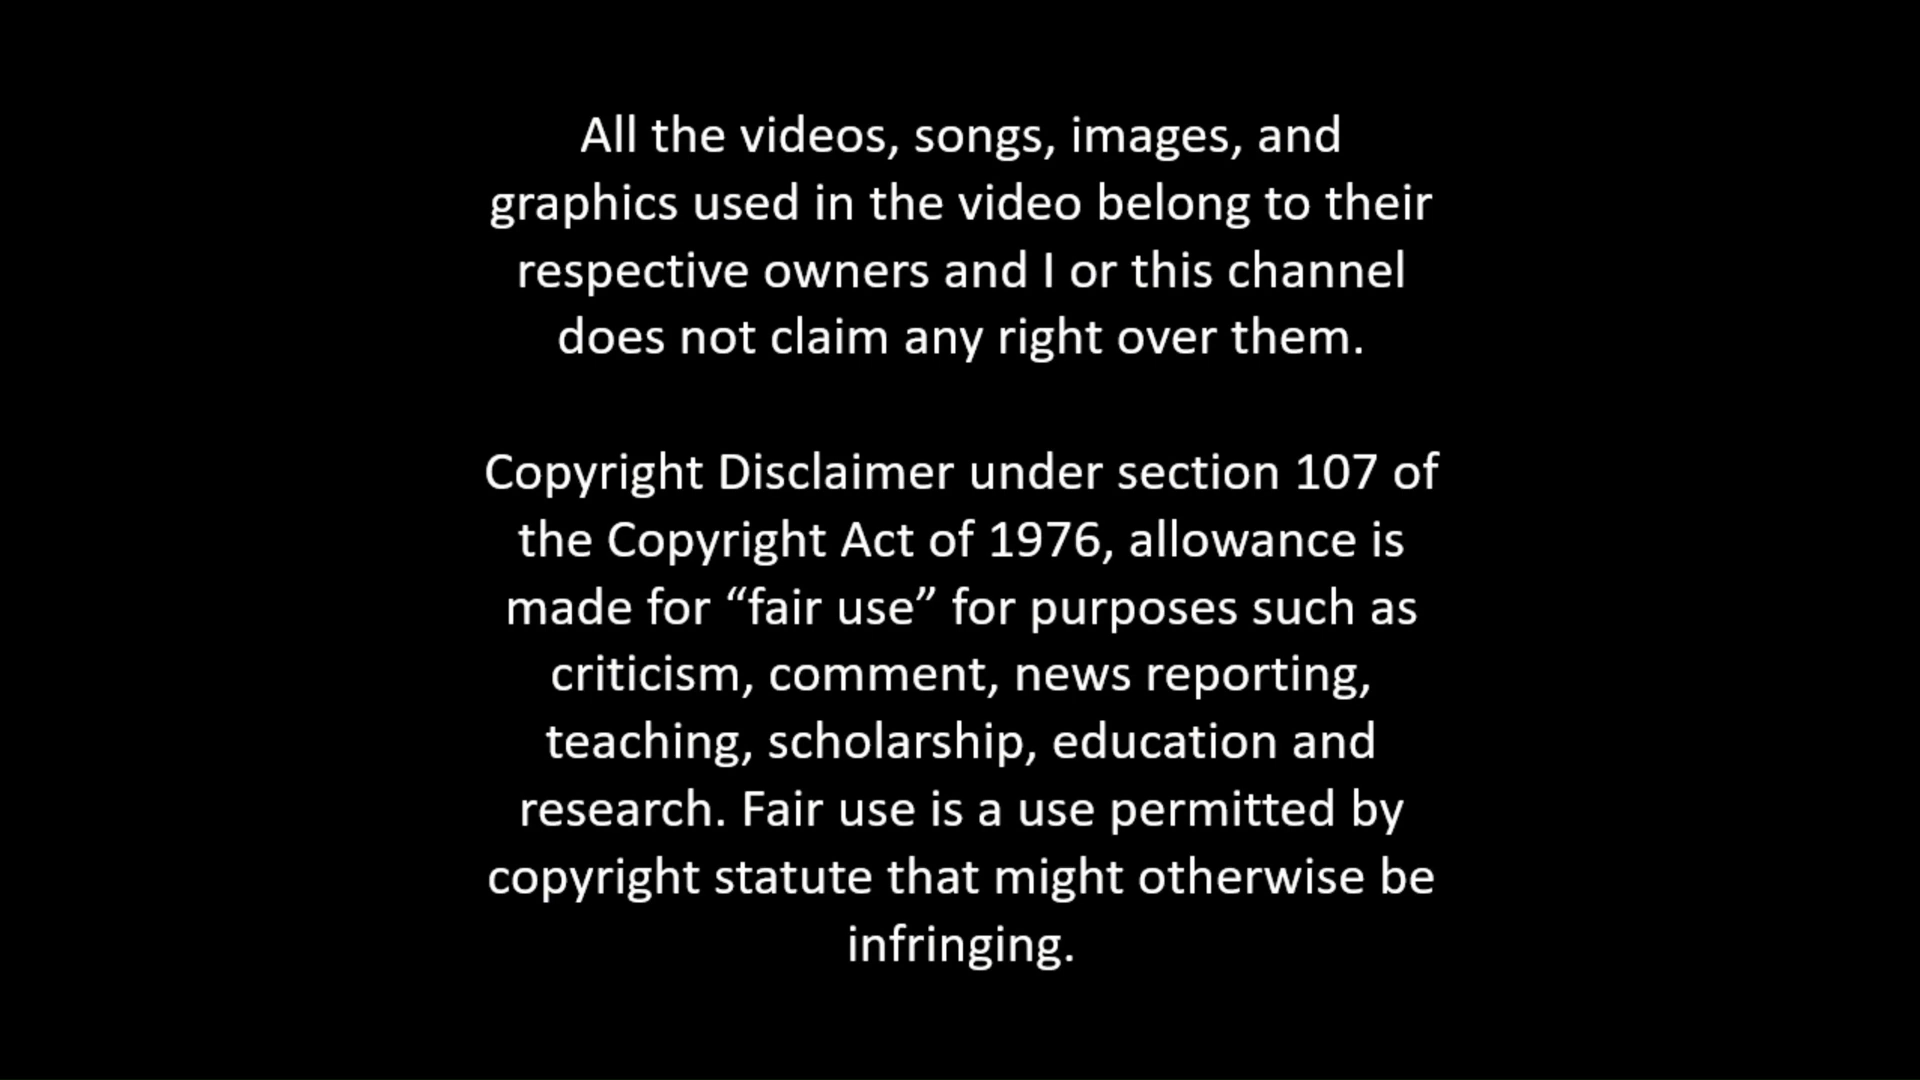 All the videos, songs, images, and
graphics used in the video belong to their
respective owners and I or this channel
does not claim any right over them.
Copyright Disclaimer under section 107 of
the Copyright Act of 1976, allowance is
made for “fair use” for purposes such as
criticism, comment, news reporting,
teaching, scholarship, education and
research. Fair use is a use permitted by
copyright statute that might otherwise be
infringing.